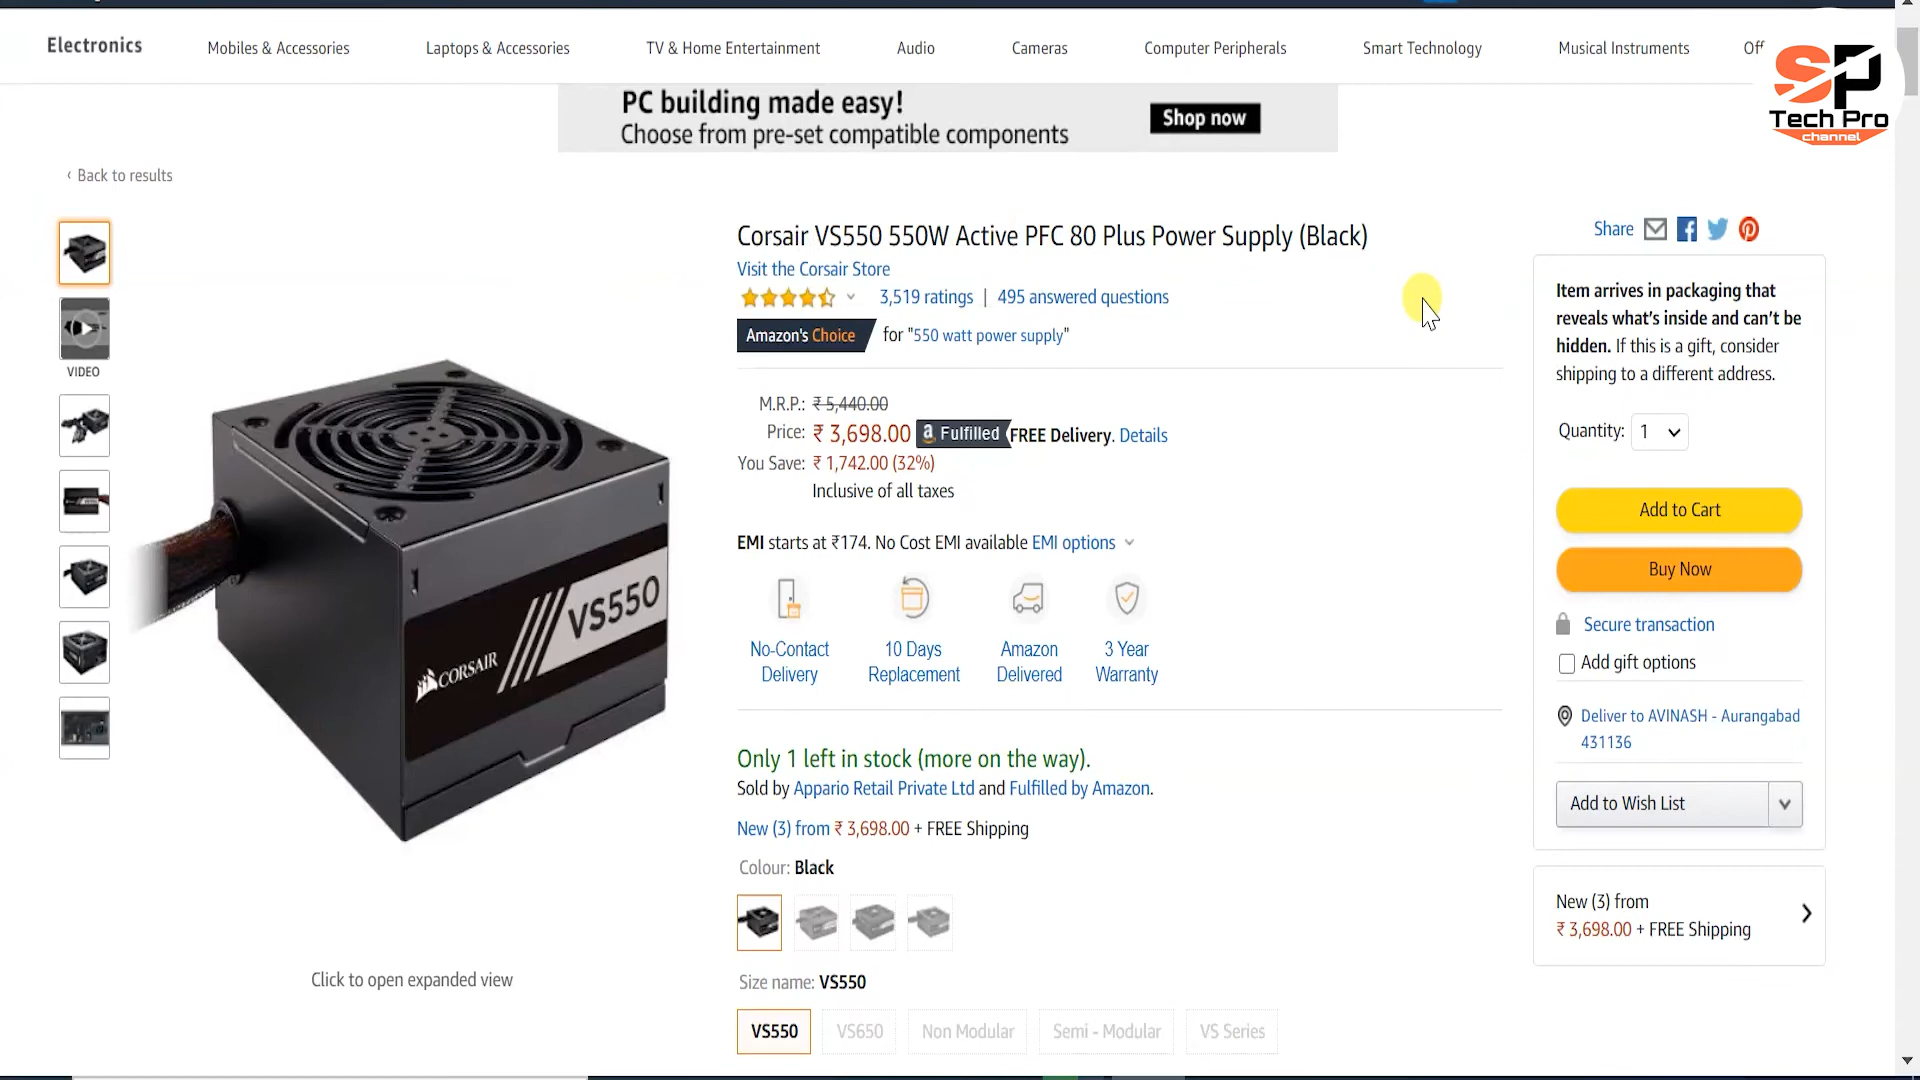 Electronics
Mobiles & Accessories
Laptops & Accessories
TV & Home Entertainment
Audio
Cameras
Computer Peripherals
Smart Technology
Musical Instruments
Off
SP
Tech Pro
channel
PC building made easy!
Choose from pre-set compatible components
Shop now
‹ Back to results
VIDEO
VS550
CORSAIR
Click to open expanded view
Corsair VS550 550W Active PFC 80 Plus Power Supply (Black)
Visit the Corsair Store
3,519 ratings | 495 answered questions
Amazon's Choice for "550 watt power supply"
M.R.P.: ₹ 5,440.00
Price: ₹ 3,698.00 a Fulfilled FREE Delivery. Details
You Save: ₹ 1,742.00 (32%)
Inclusive of all taxes
EMI starts at ₹174. No Cost EMI available EMI options
No-Contact
Delivery
10 Days
Replacement
Amazon
Delivered
3 Year
Warranty
Only 1 left in stock (more on the way).
Sold by Appario Retail Private Ltd and Fulfilled by Amazon.
New (3) from ₹ 3,698.00 + FREE Shipping
Colour: Black
Size name: VS550
VS550
VS650
Non Modular
Semi - Modular
VS Series
Share
Item arrives in packaging that
reveals what’s inside and can’t be
hidden. If this is a gift, consider
shipping to a different address.
Quantity: 1
Add to Cart
Buy Now
Secure transaction
Add gift options
Deliver to AVINASH - Aurangabad
431136
Add to Wish List
New (3) from
₹ 3,698.00 + FREE Shipping